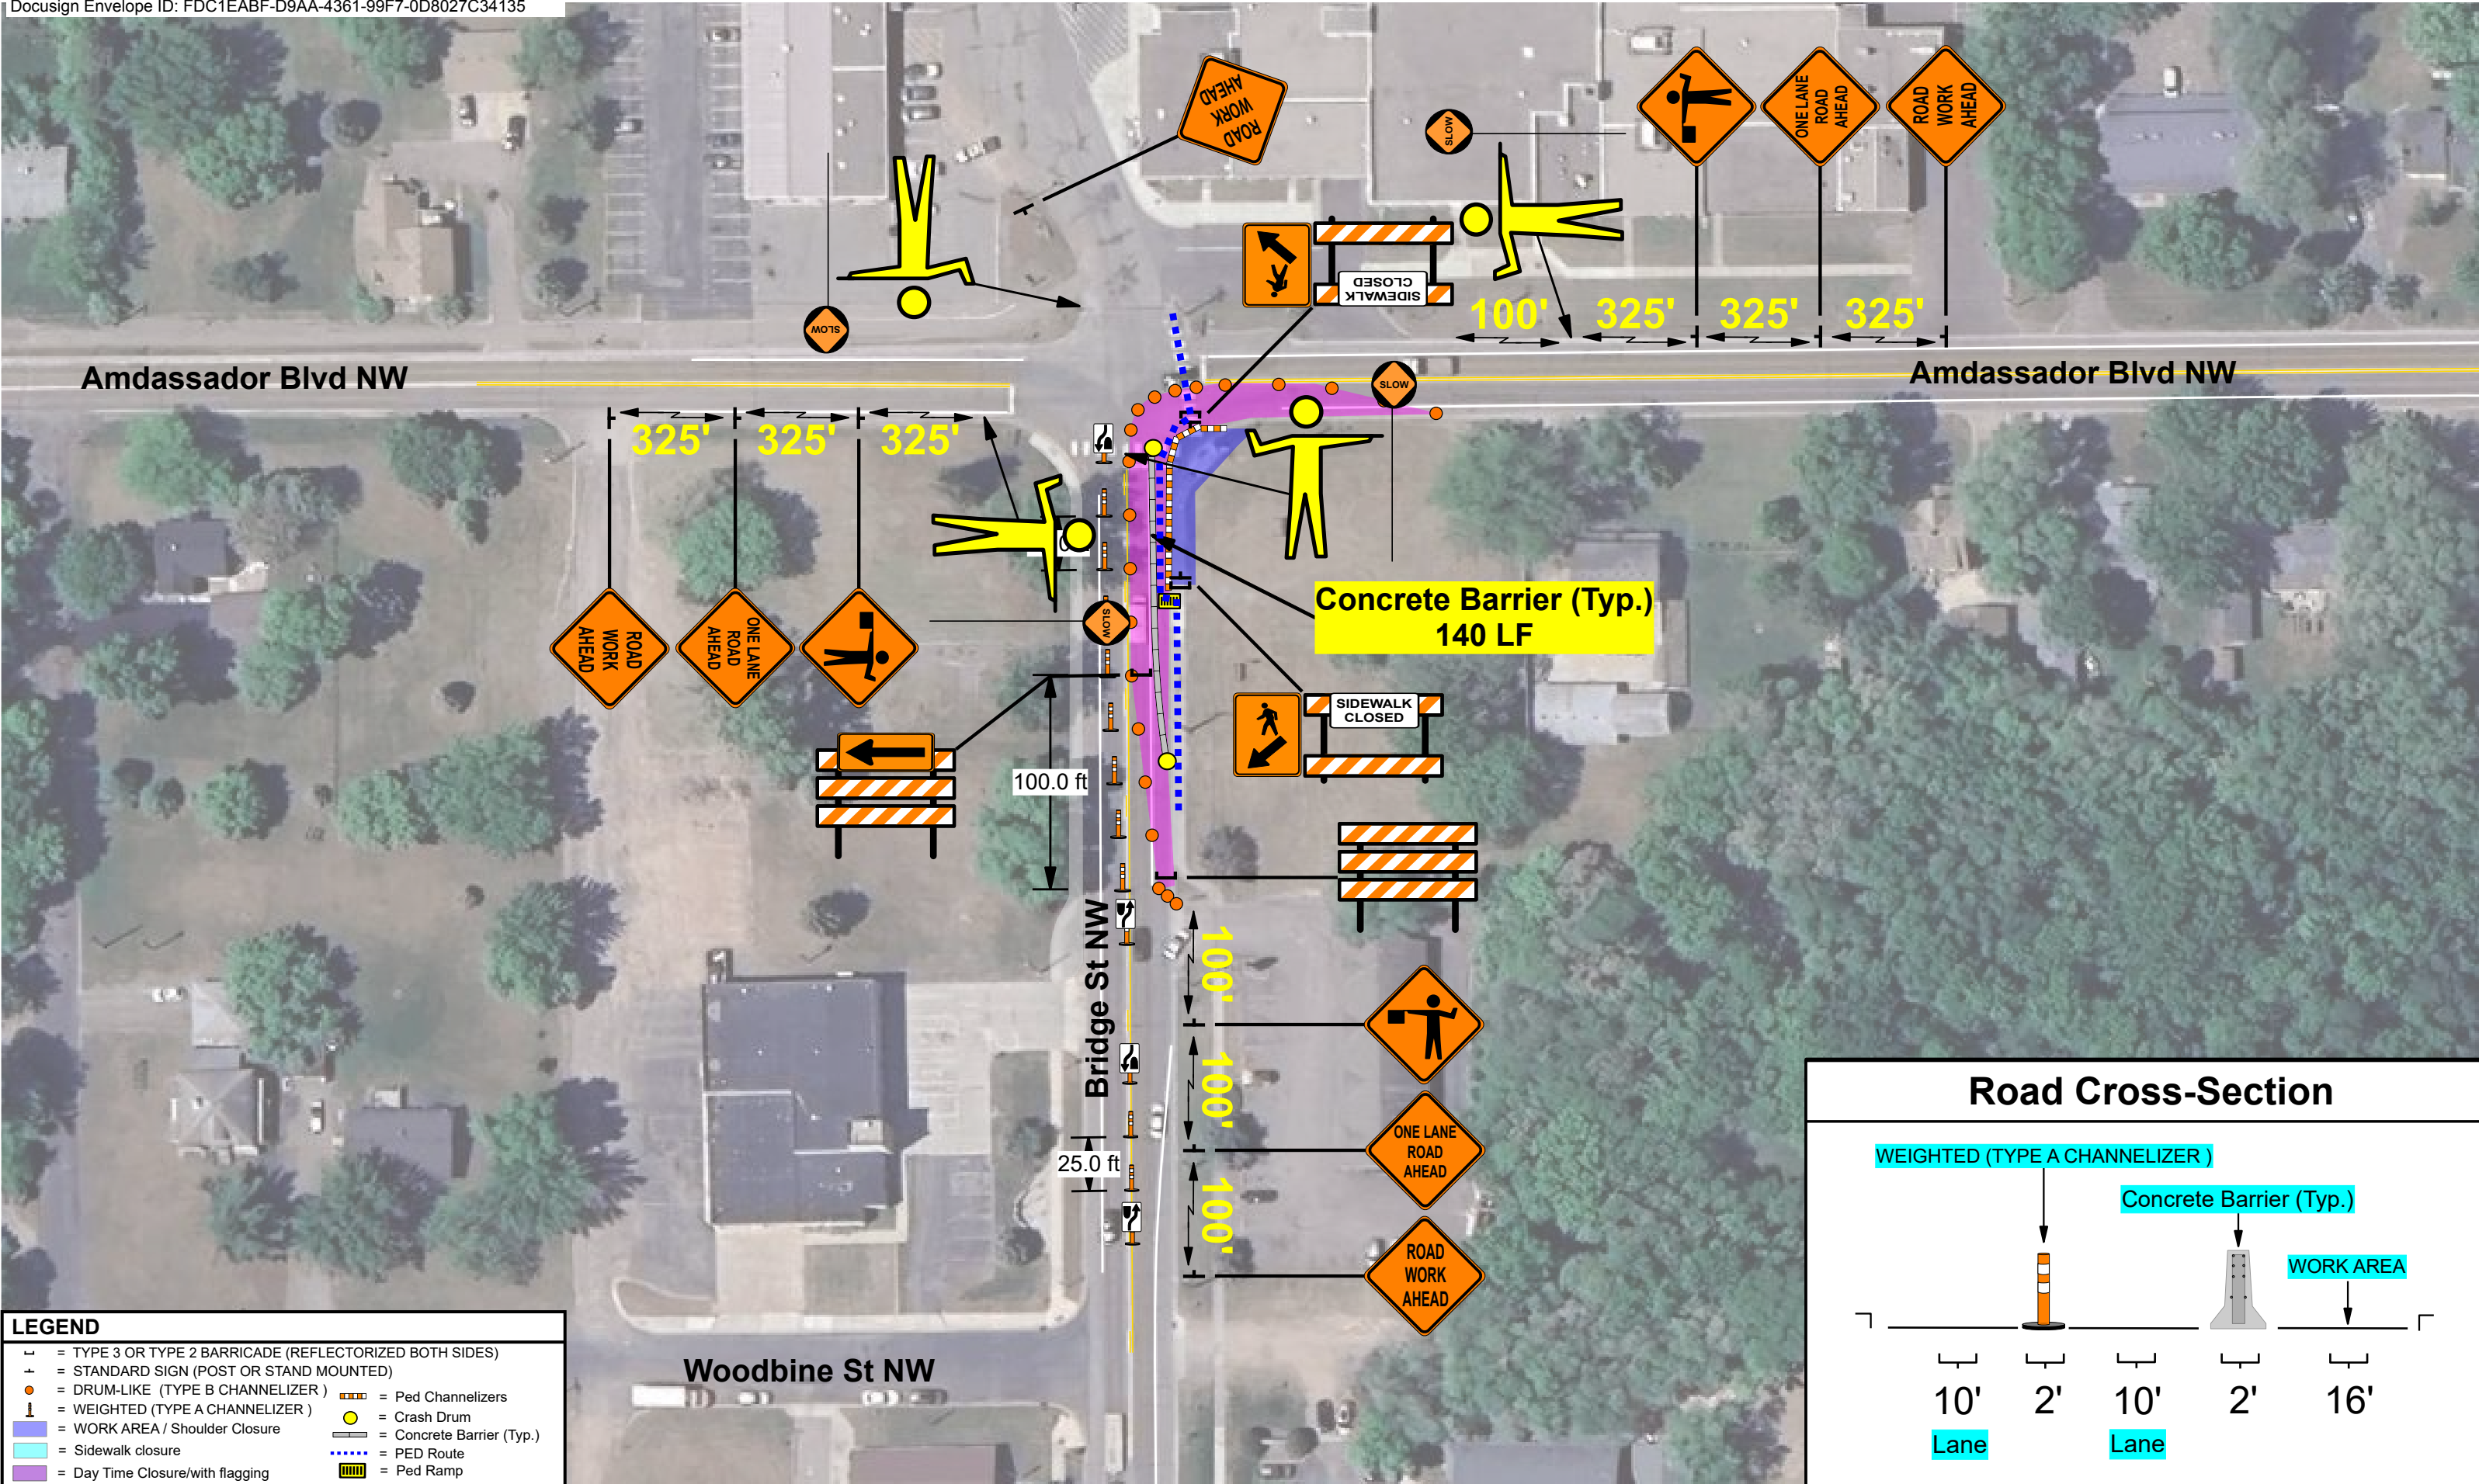 Docusign Envelope ID: FDC1EABF-D9AA-4361-99F7-0D8027C34135
ROAD
WORK
AHEAD
SLOW
ONE LANE
ROAD
AHEAD
ROAD
WORK
AHEAD
SIDEWALK
CLOSED
SLOW
100'
325'
325'
325'
Amdassador Blvd NW
Amdassador Blvd NW
SLOW
325'
325'
325'
ROAD
WORK
AHEAD
ONE LANE
ROAD
AHEAD
SLOW
Concrete Barrier (Typ.)
140 LF
SIDEWALK
CLOSED
100.0 ft
Bridge St NW
100'
100'
100'
25.0 ft
ONE LANE
ROAD
AHEAD
ROAD
WORK
AHEAD
Woodbine St NW
LEGEND
= TYPE 3 OR TYPE 2 BARRICADE (REFLECTORIZED BOTH SIDES)
= STANDARD SIGN (POST OR STAND MOUNTED)
= DRUM-LIKE (TYPE B CHANNELIZER )
= WEIGHTED (TYPE A CHANNELIZER )
= WORK AREA / Shoulder Closure
= Sidewalk closure
= Day Time Closure/with flagging
= Ped Channelizers
= Crash Drum
= Concrete Barrier (Typ.)
= PED Route
= Ped Ramp
Road Cross-Section
WEIGHTED (TYPE A CHANNELIZER )
Concrete Barrier (Typ.)
WORK AREA
10' 2' 10' 2' 16'
Lane Lane